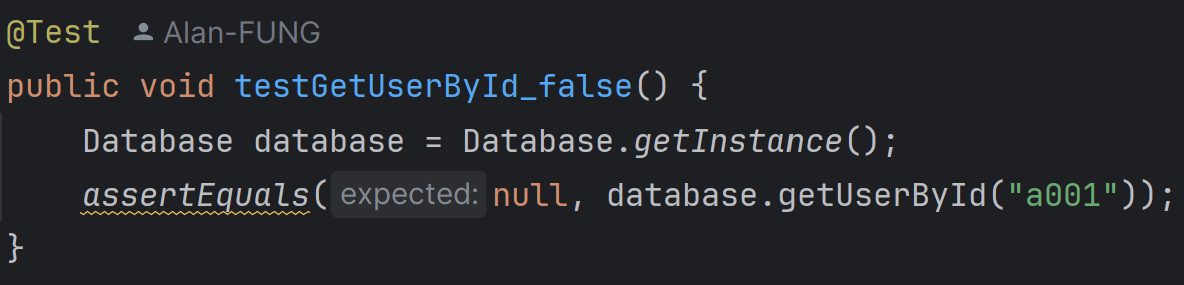 @Test Alan-FUNG
public void testGetUserById_false() {
Database database = Database.getInstance();
assertEquals( expected: null, database.getUserById("a001"));
}